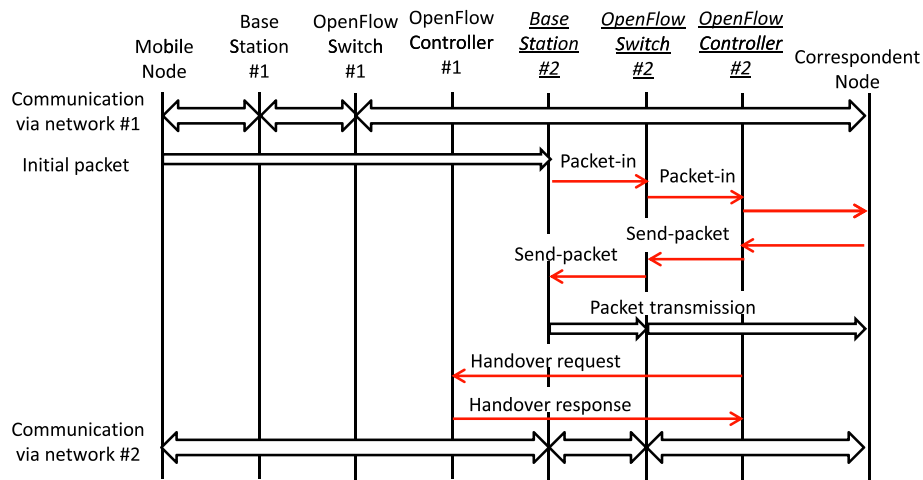 Mobile
Node
Base
Station
#1
OpenFlow
Switch
#1
OpenFlow
Controller
#1
Base
Station
#2
OpenFlow
Switch
#2
OpenFlow
Controller
#2
Correspondent
Node
Communication
via network #1
Initial packet
Packet-in
Packet-in
Send-packet
Send-packet
Packet transmission
Handover request
Handover response
Communication
via network #2